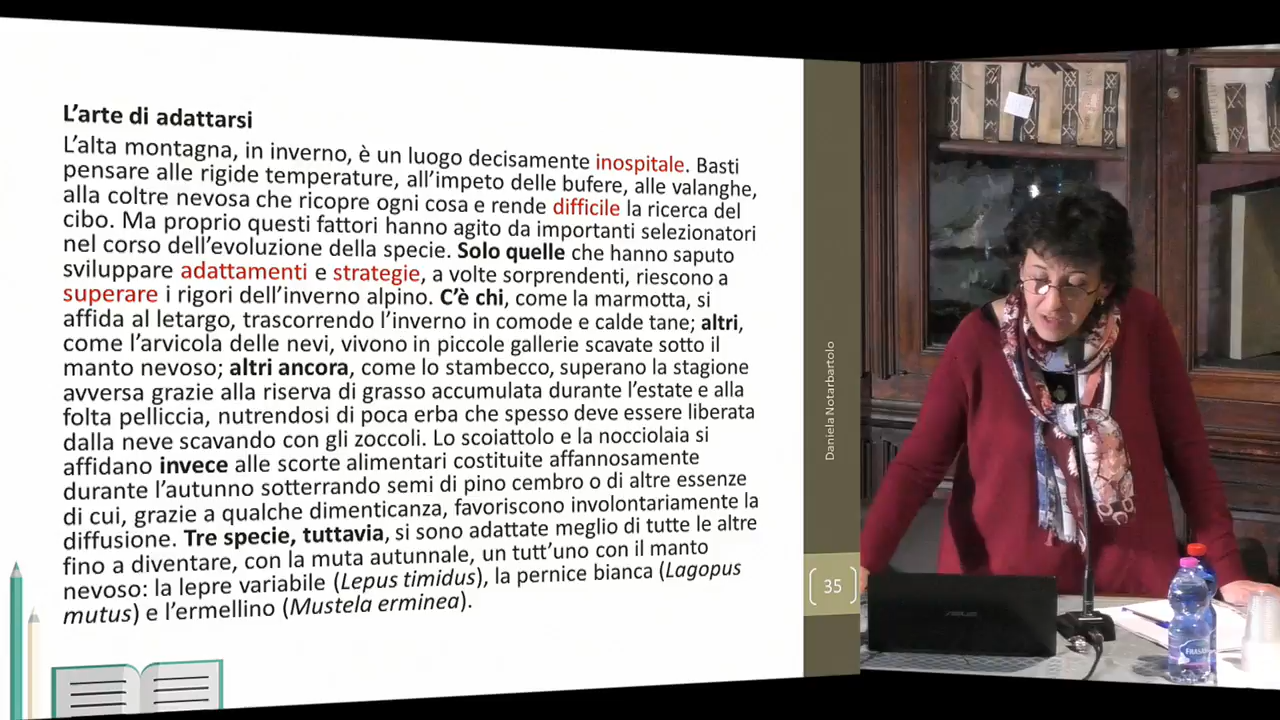 L'arte di adattarsi
L'alta montagna, in inverno, è un luogo decisamente inospitale. Basti
pensare alle rigide temperature, all'impeto delle bufere, alle valanghe,
alla coltre nevosa che ricopre ogni cosa e rende difficile la ricerca del
cibo. Ma proprio questi fattori hanno agito da importanti selezionatori
nel corso dell'evoluzione della specie. Solo quelle che hanno saputo
sviluppare adattamenti e strategie, a volte sorprendenti, riescono a
superare i rigori dell'inverno alpino. C'è chi, come la marmotta, si
affida al letargo, trascorrendo l'inverno in comode e calde tane; altri,
come l'arvicola delle nevi, vivono in piccole gallerie scavate sotto il
manto nevoso; altri ancora, come lo stambecco, superano la stagione
avversa grazie alla riserva di grasso accumulata durante l'estate e alla
folta pelliccia, nutrendosi di poca erba che spesso deve essere liberata
dalla neve scavando con gli zoccoli. Lo scoiattolo e la nocciolaia si
affidano invece alle scorte alimentari costituite affannosamente
durante l'autunno sotterrando semi di pino cembro o di altre essenze
di cui, grazie a qualche dimenticanza, favoriscono involontariamente la
diffusione. Tre specie, tuttavia, si sono adattate meglio di tutte le altre
fino a diventare, con la muta autunnale, un tutt'uno con il manto
nevoso: la lepre variabile (Lepus timidus), la pernice bianca (Lagopus
mutus) e l'ermellino (Mustela erminea).
Daniela Notarbartolo
35
ASUS